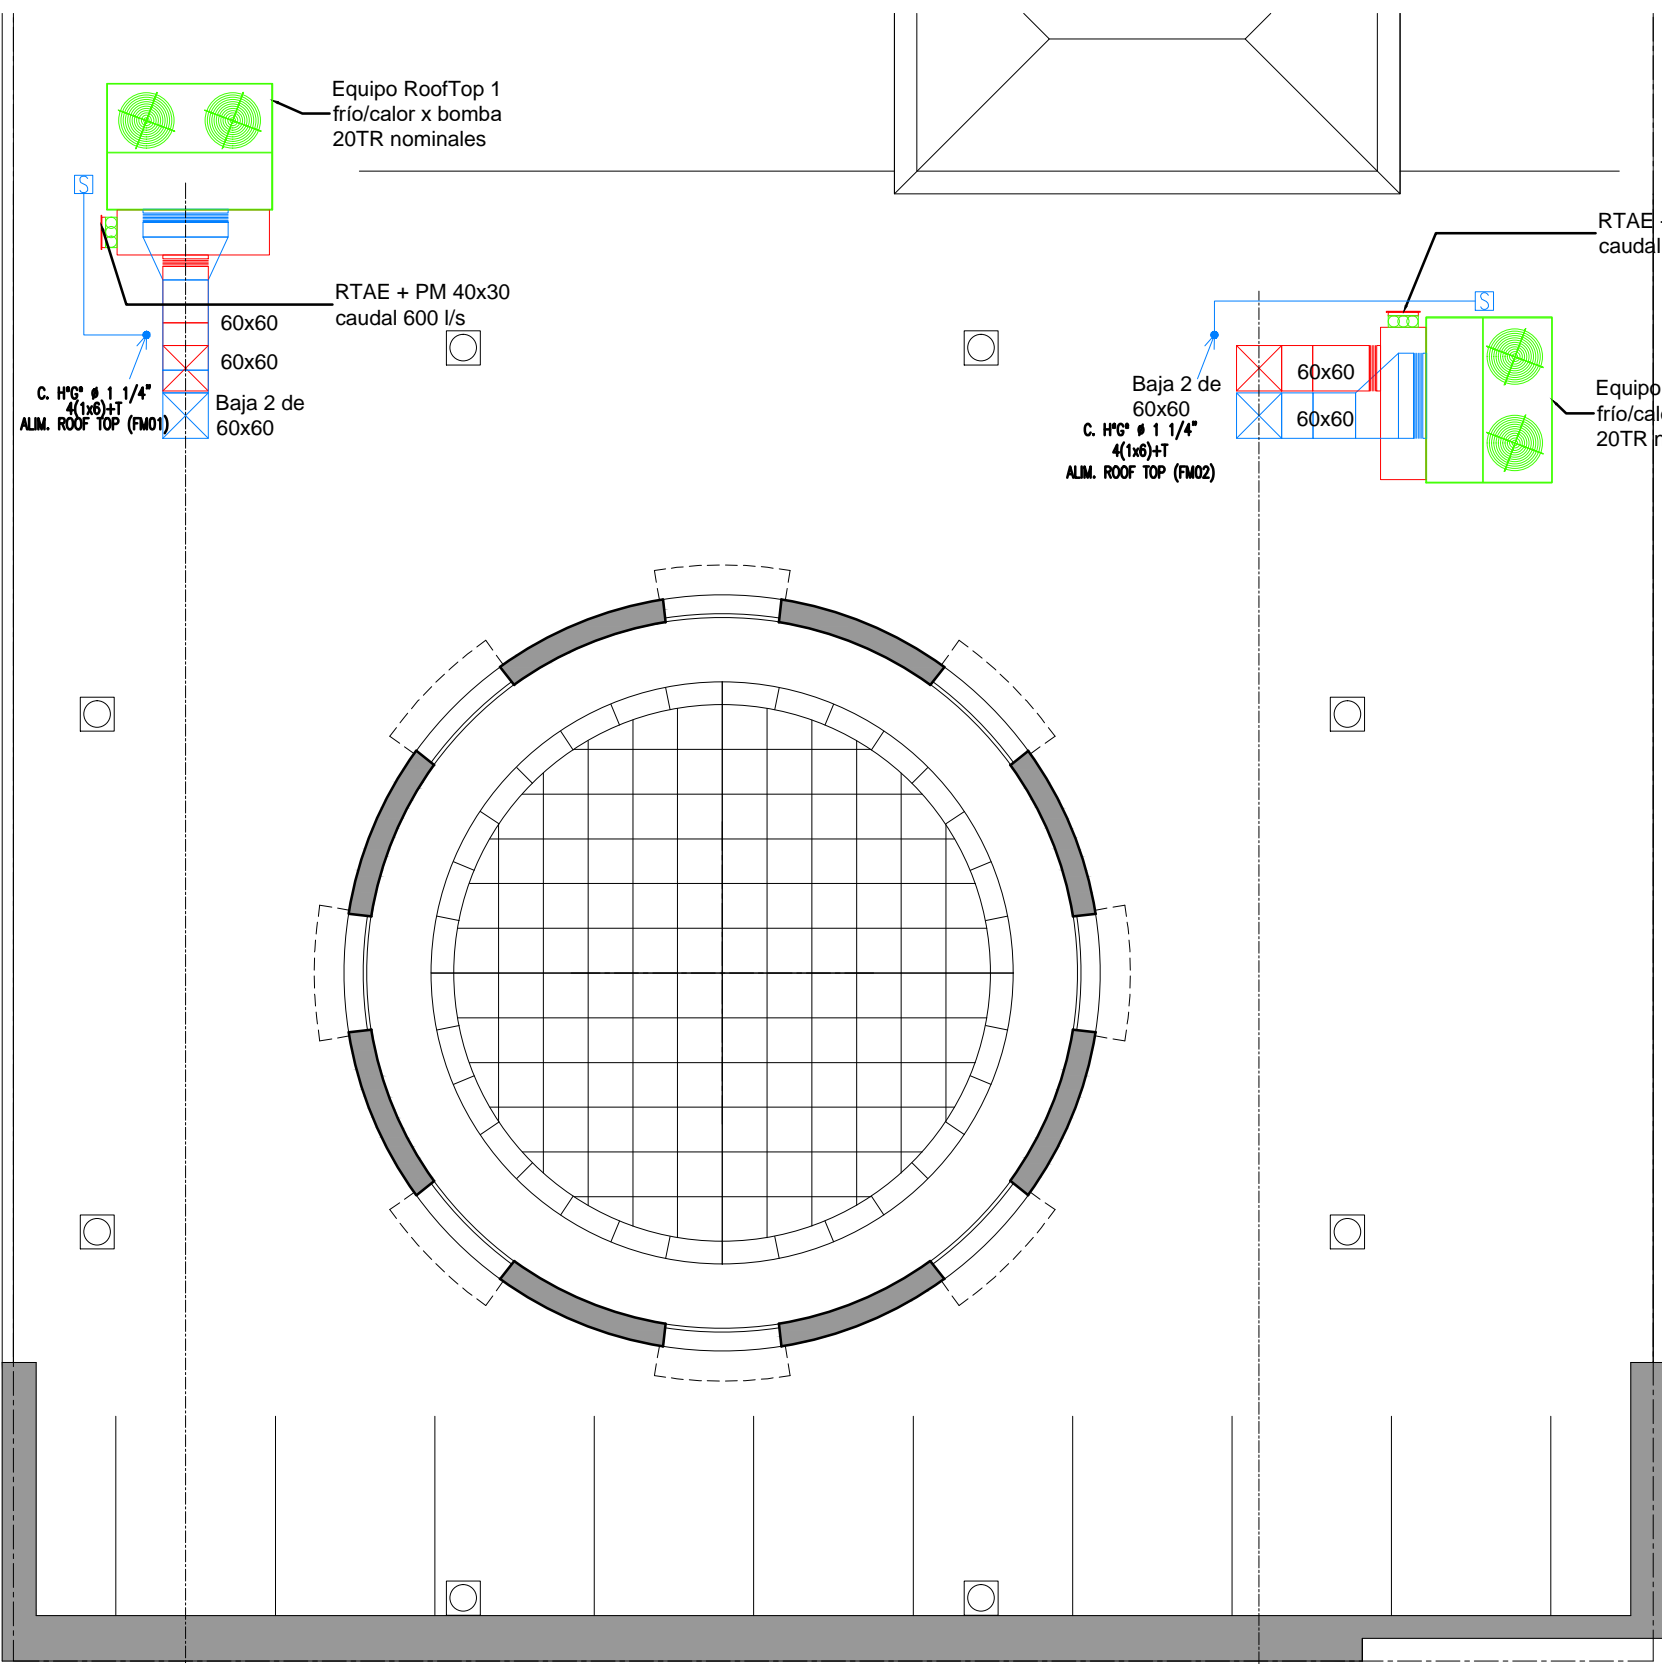 Equipo RoofTop 1
frío/calor x bomba
20TR nominales
S
RTAE + PM 40x30
caudal 600 l/s
60x60
60x60
Baja 2 de
60x60
C. HºGº ø 1 1/4"
4(1x6)+T
ALIM. ROOF TOP (FM01)
RTAE
caudal
S
60x60
60x60
Baja 2 de
60x60
C. HºGº ø 1 1/4"
4(1x6)+T
ALIM. ROOF TOP (FM02)
Equipo
frío/cal
20TR